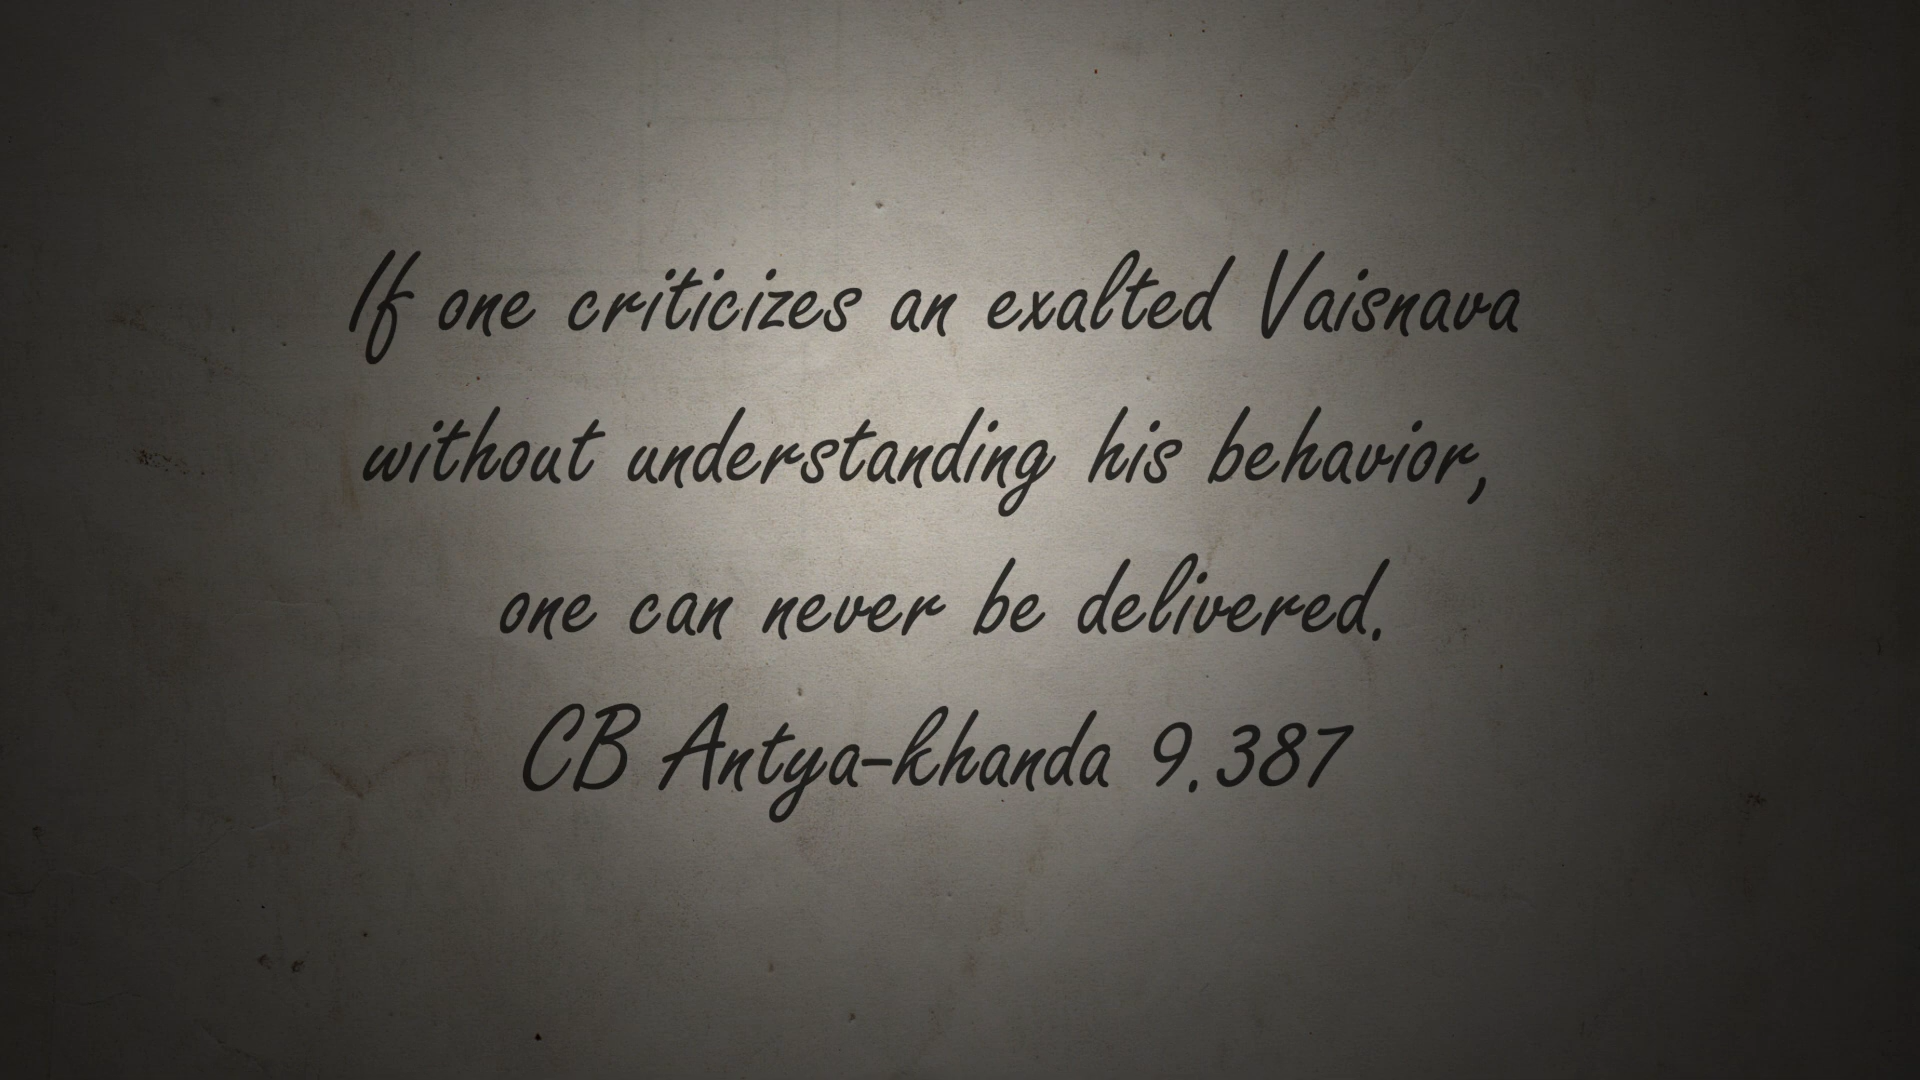 If one criticizes an exalted Vaisnava
without understanding his behavior,
one can never be delivered.
CB Antya-khanda 9.387